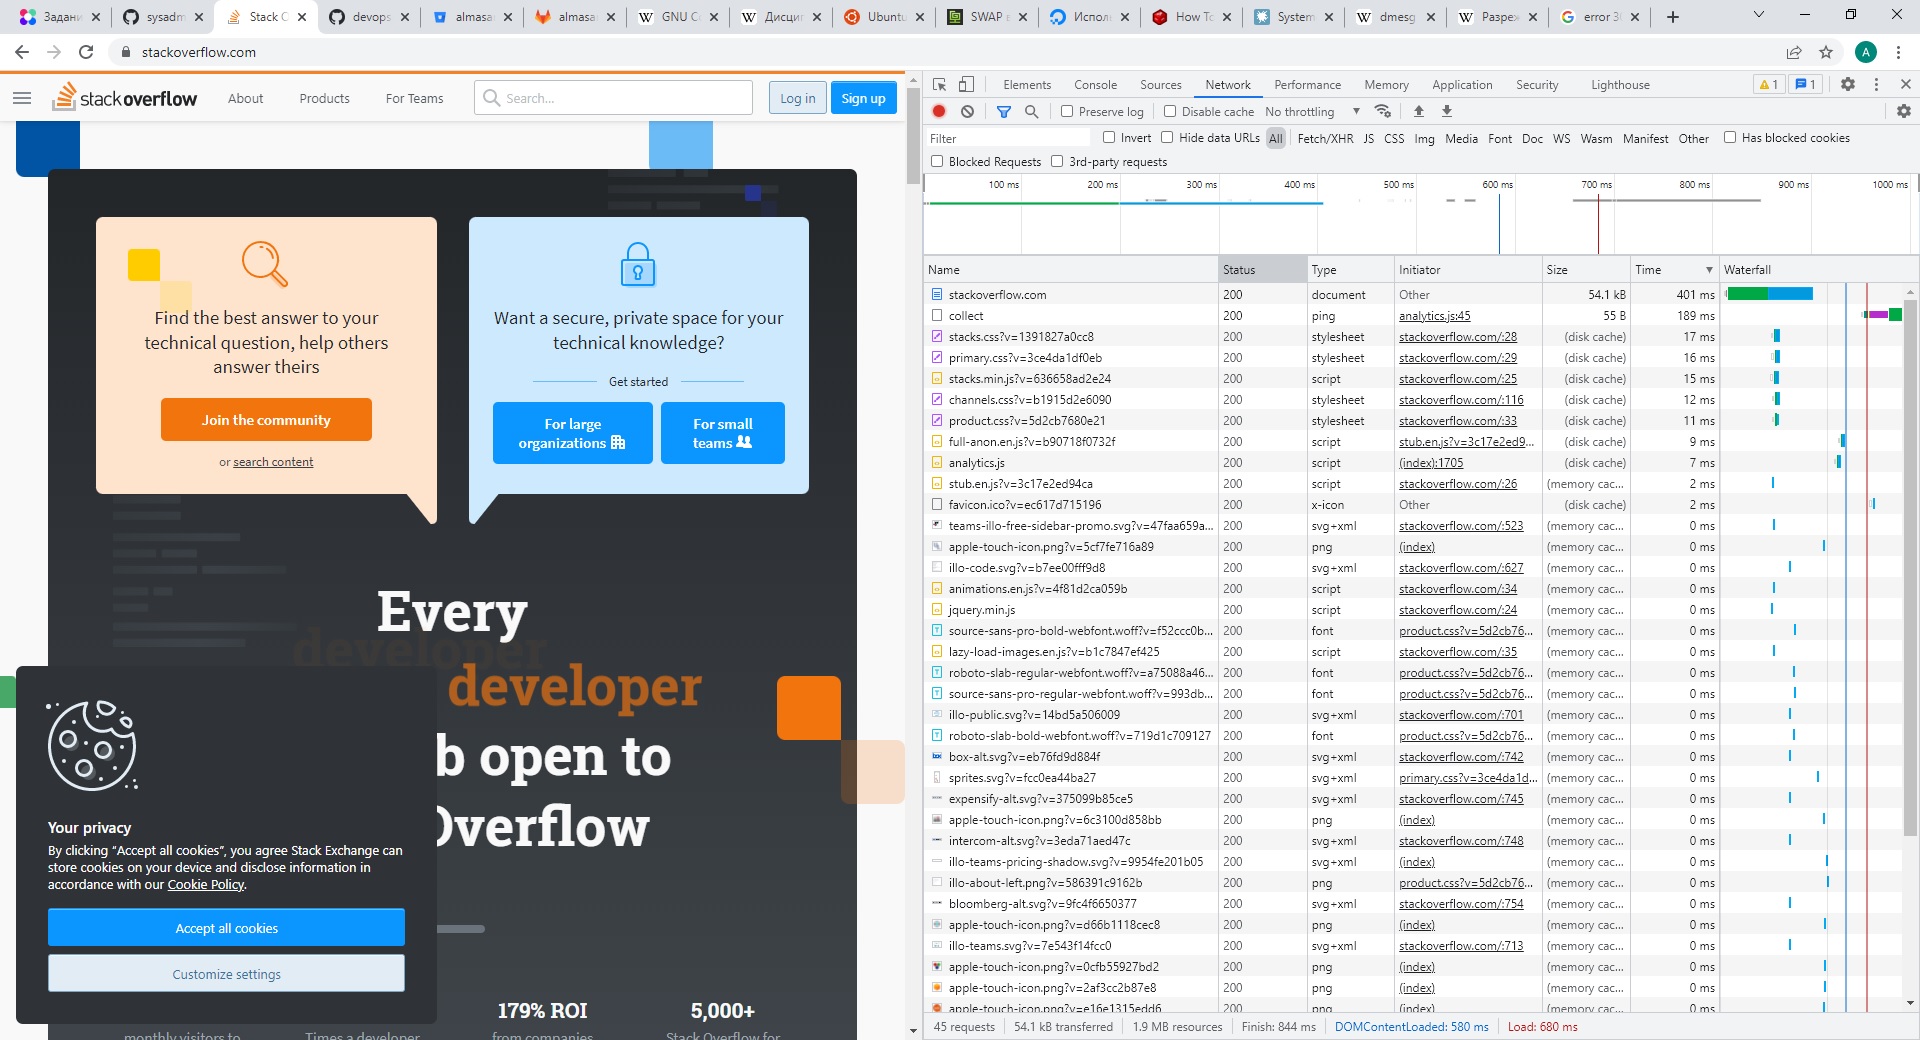 Задани
sysadm
Stack O
devops
almasar
almasar
GNU Co
Дисцип
Ubuntu
SWAP в
Исполь
How To
System
dmesg
Разреж
error 30
stackoverflow.com
A
stackoverflow
About
Products
For Teams
Search...
Log in
Sign up
Find the best answer to your
technical question, help others
answer theirs
Join the community
or search content
Want a secure, private space for your
technical knowledge?
Get started
For large
organizations
For small
teams
Every
developer
developer
b open to
Overflow
Your privacy
By clicking “Accept all cookies”, you agree Stack Exchange can
store cookies on your device and disclose information in
accordance with our Cookie Policy.
Accept all cookies
Customize settings
179% ROI
5,000+
monthly visitors to
Times a developer
from companies
Stack Overflow for
Elements Console Sources Network Performance Memory Application Security Lighthouse 1 1
Preserve log Disable cache No throttling
Filter Invert Hide data URLs All Fetch/XHR JS CSS Img Media Font Doc WS Wasm Manifest Other Has blocked cookies
Blocked Requests 3rd-party requests
100 ms 200 ms 300 ms 400 ms 500 ms 600 ms 700 ms 800 ms 900 ms 1000 ms
Name Status Type Initiator Size Time Waterfall
stackoverflow.com 200 document Other 54.1 kB 401 ms
collect 200 ping analytics.js:45 55 B 189 ms
stacks.css?v=1391827a0cc8 200 stylesheet stackoverflow.com/:28 (disk cache) 17 ms
primary.css?v=3ce4da1df0eb 200 stylesheet stackoverflow.com/:29 (disk cache) 16 ms
stacks.min.js?v=636658ad2e24 200 script stackoverflow.com/:25 (disk cache) 15 ms
channels.css?v=b1915d2e6090 200 stylesheet stackoverflow.com/:116 (disk cache) 12 ms
product.css?v=5d2cb7680e21 200 stylesheet stackoverflow.com/:33 (disk cache) 11 ms
full-anon.en.js?v=b90718f0732f 200 script stub.en.js?v=3c17e2ed9... (disk cache) 9 ms
analytics.js 200 script (index):1705 (disk cache) 7 ms
stub.en.js?v=3c17e2ed94ca 200 script stackoverflow.com/:26 (memory cac... 2 ms
favicon.ico?v=ec617d715196 200 x-icon Other (disk cache) 2 ms
teams-illo-free-sidebar-promo.svg?v=47faa659a... 200 svg+xml stackoverflow.com/:523 (memory cac... 0 ms
apple-touch-icon.png?v=5cf7fe716a89 200 png (index) (memory cac... 0 ms
illo-code.svg?v=b7ee00fff9d8 200 svg+xml stackoverflow.com/:627 (memory cac... 0 ms
animations.en.js?v=4f81d2ca059b 200 script stackoverflow.com/:34 (memory cac... 0 ms
jquery.min.js 200 script stackoverflow.com/:24 (memory cac... 0 ms
source-sans-pro-bold-webfont.woff?v=f52ccc0b... 200 font product.css?v=5d2cb76... (memory cac... 0 ms
lazy-load-images.en.js?v=b1c7847ef425 200 script stackoverflow.com/:35 (memory cac... 0 ms
roboto-slab-regular-webfont.woff?v=a75088a46... 200 font product.css?v=5d2cb76... (memory cac... 0 ms
source-sans-pro-regular-webfont.woff?v=993db... 200 font product.css?v=5d2cb76... (memory cac... 0 ms
illo-public.svg?v=14bd5a506009 200 svg+xml stackoverflow.com/:701 (memory cac... 0 ms
roboto-slab-bold-webfont.woff?v=719d1c709127 200 font product.css?v=5d2cb76... (memory cac... 0 ms
box-alt.svg?v=eb76fd9d884f 200 svg+xml stackoverflow.com/:742 (memory cac... 0 ms
sprites.svg?v=fcc0ea44ba27 200 svg+xml primary.css?v=3ce4da1d... (memory cac... 0 ms
expensify-alt.svg?v=375099b85ce5 200 svg+xml stackoverflow.com/:745 (memory cac... 0 ms
apple-touch-icon.png?v=6c3100d858bb 200 png (index) (memory cac... 0 ms
intercom-alt.svg?v=3eda71aed47c 200 svg+xml stackoverflow.com/:748 (memory cac... 0 ms
illo-teams-pricing-shadow.svg?v=9954fe201b05 200 svg+xml (index) (memory cac... 0 ms
illo-about-left.png?v=586391c9162b 200 png product.css?v=5d2cb76... (memory cac... 0 ms
bloomberg-alt.svg?v=9fc4f6650377 200 svg+xml stackoverflow.com/:754 (memory cac... 0 ms
apple-touch-icon.png?v=d66b1118cec8 200 png (index) (memory cac... 0 ms
illo-teams.svg?v=7e543f14fcc0 200 svg+xml stackoverflow.com/:713 (memory cac... 0 ms
apple-touch-icon.png?v=0cfb55927bd2 200 png (index) (memory cac... 0 ms
apple-touch-icon.png?v=2af3cc2b87e8 200 png (index) (memory cac... 0 ms
apple-touch-icon.png?v=e16e1315edd6 200 png (index) (memory cac... 0 ms
45 requests 54.1 kB transferred 1.9 MB resources Finish: 844 ms DOMContentLoaded: 580 ms Load: 680 ms